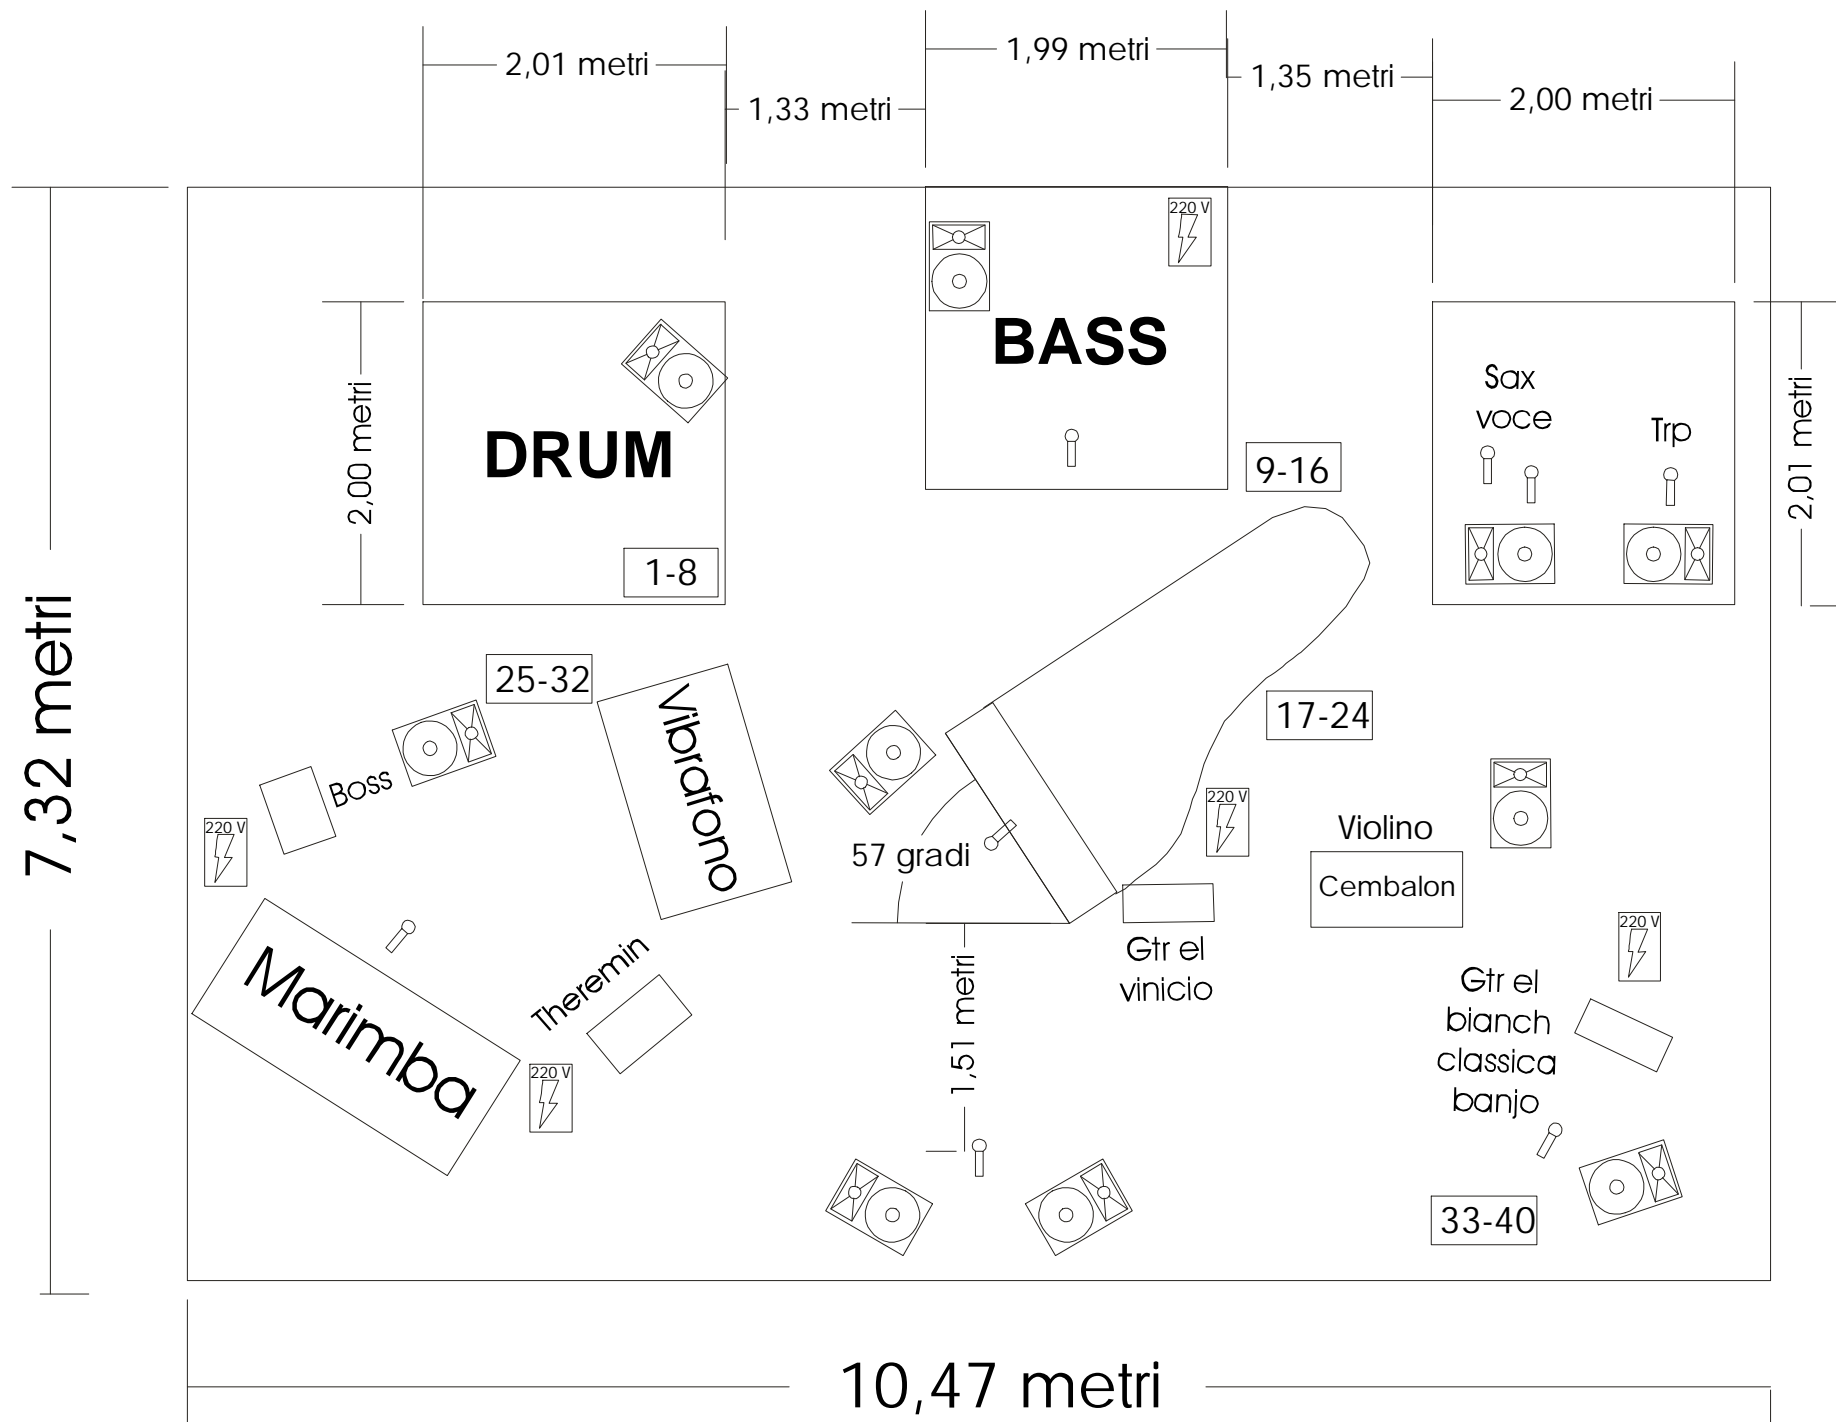 1,99 metri
2,01 metri
1,35 metri
2,00 metri
1,33 metri
220 V
BASS
Sax
voce
Trp
DRUM
2,00 metri
2,01 metri
9-16
1-8
7,32 metri
25-32
Vibrafono
17-24
Boss
220 V
220 V
Violino
57 gradi
Cembalon
220 V
Marimba
Theremin
Gtr el
vinicio
1,51 metri
Gtr el
bianch
classica
banjo
220 V
33-40
10,47 metri